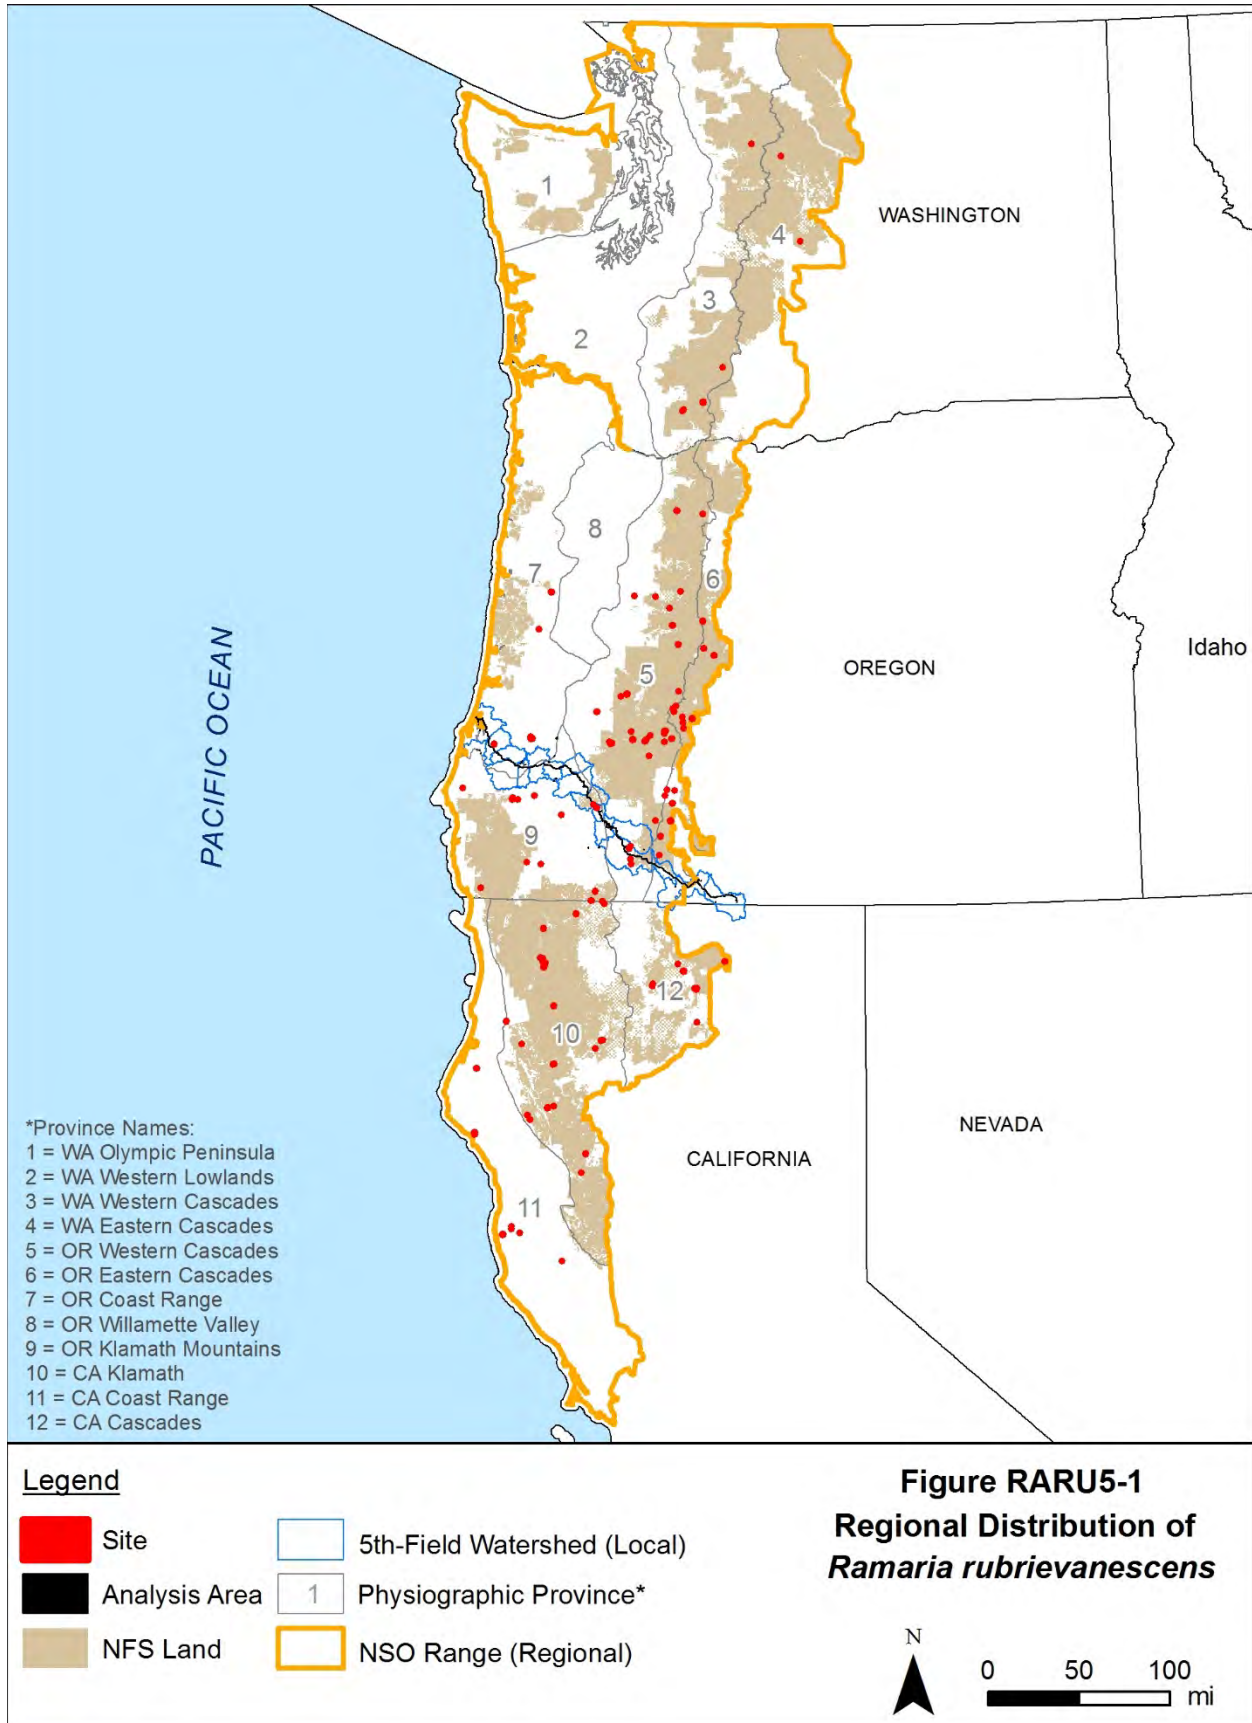 1
WASHINGTON
4
3
2
8
7
6
Idaho
5
OREGON
PACIFIC OCEAN
9
12
10
NEVADA
CALIFORNIA
11
*Province Names:
1 = WA Olympic Peninsula
2 = WA Western Lowlands
3 = WA Western Cascades
4 = WA Eastern Cascades
5 = OR Western Cascades
6 = OR Eastern Cascades
7 = OR Coast Range
8 = OR Willamette Valley
9 = OR Klamath Mountains
10 = CA Klamath
11 = CA Coast Range
12 = CA Cascades
Legend
Site
Analysis Area
NFS Land
5th-Field Watershed (Local)
1 Physiographic Province*
NSO Range (Regional)
Figure RARU5-1
Regional Distribution of
Ramaria rubrievanescens
N
0 50 100
mi